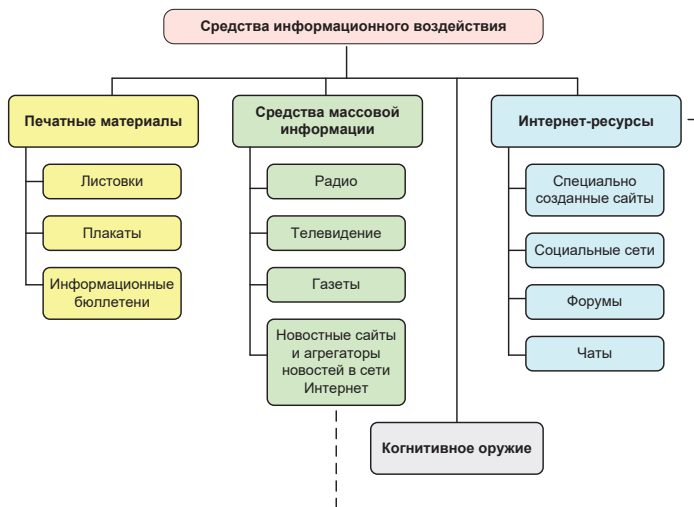 Средства информационного воздействия
Печатные материалы
Листовки
Плакаты
Информационные
бюллетени
Средства массовой
информации
Радио
Телевидение
Газеты
Новостные сайты
и агрегаторы
новостей в сети
Интернет
Интернет-ресурсы
Специально
созданные сайты
Социальные сети
Форумы
Чаты
Когнитивное оружие